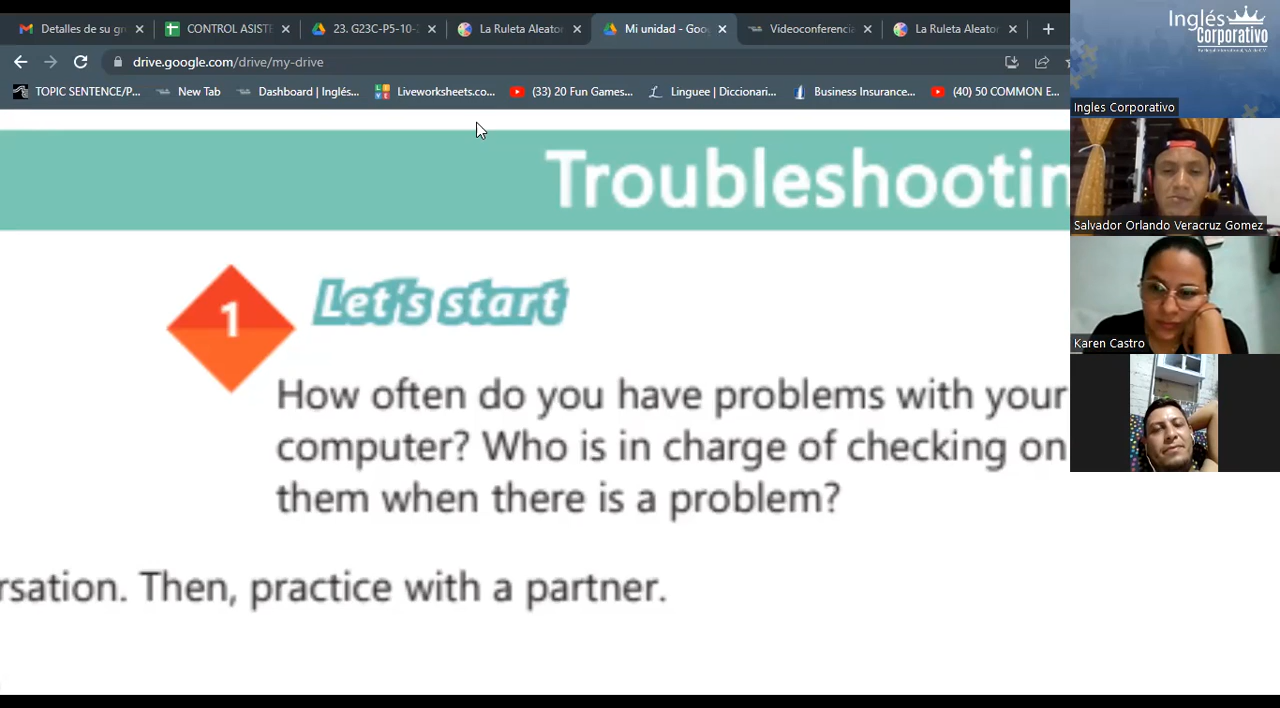 Detalles de su gr
CONTROL ASISTE
23. G23C-P5-10-
La Ruleta Aleator
Mi unidad - Goo
Videoconferencia
La Ruleta Aleator
drive.google.com/drive/my-drive
TOPIC SENTENCE/P...
New Tab
Dashboard | Inglés...
Liveworksheets.co...
(33) 20 Fun Games...
Linguee | Diccionari...
Business Insurance...
(40) 50 COMMON E...
Inglés
Corporativo
Ingles Corporativo
Salvador Orlando Veracruz Gomez
Karen Castro
Troubleshootin
1
Let's start
How often do you have problems with your
computer? Who is in charge of checking on
them when there is a problem?
rsation. Then, practice with a partner.